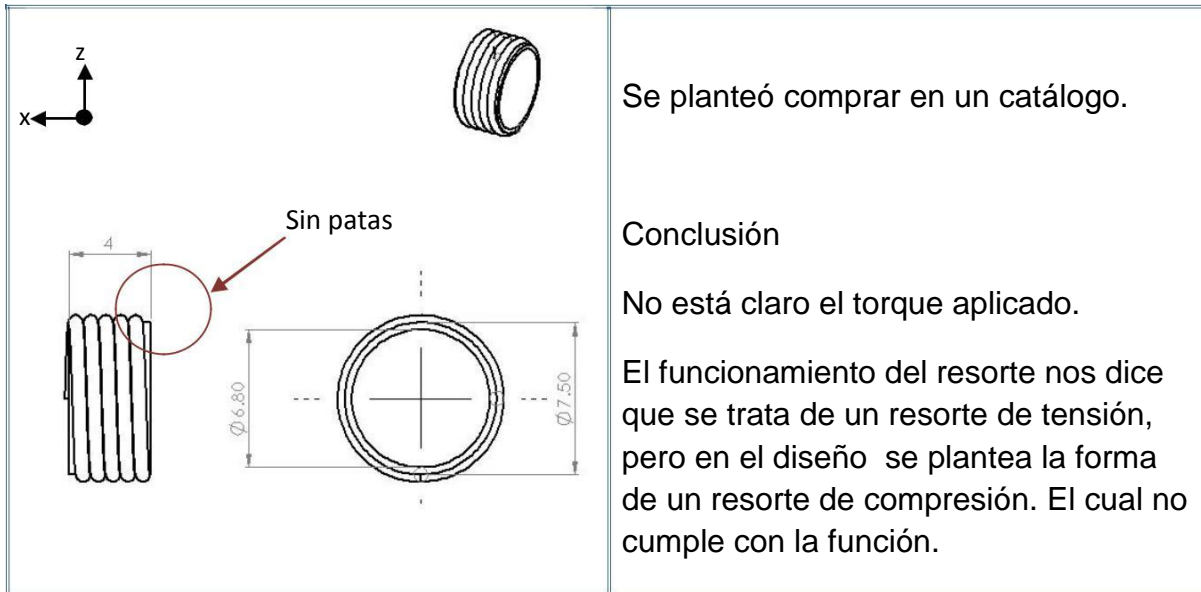 z
x
Sin patas
4
Ø6.80
Ø7.50
Se planteó comprar en un catálogo.
Conclusión
No está claro el torque aplicado.
El funcionamiento del resorte nos dice
que se trata de un resorte de tensión,
pero en el diseño se plantea la forma
de un resorte de compresión. El cual no
cumple con la función.